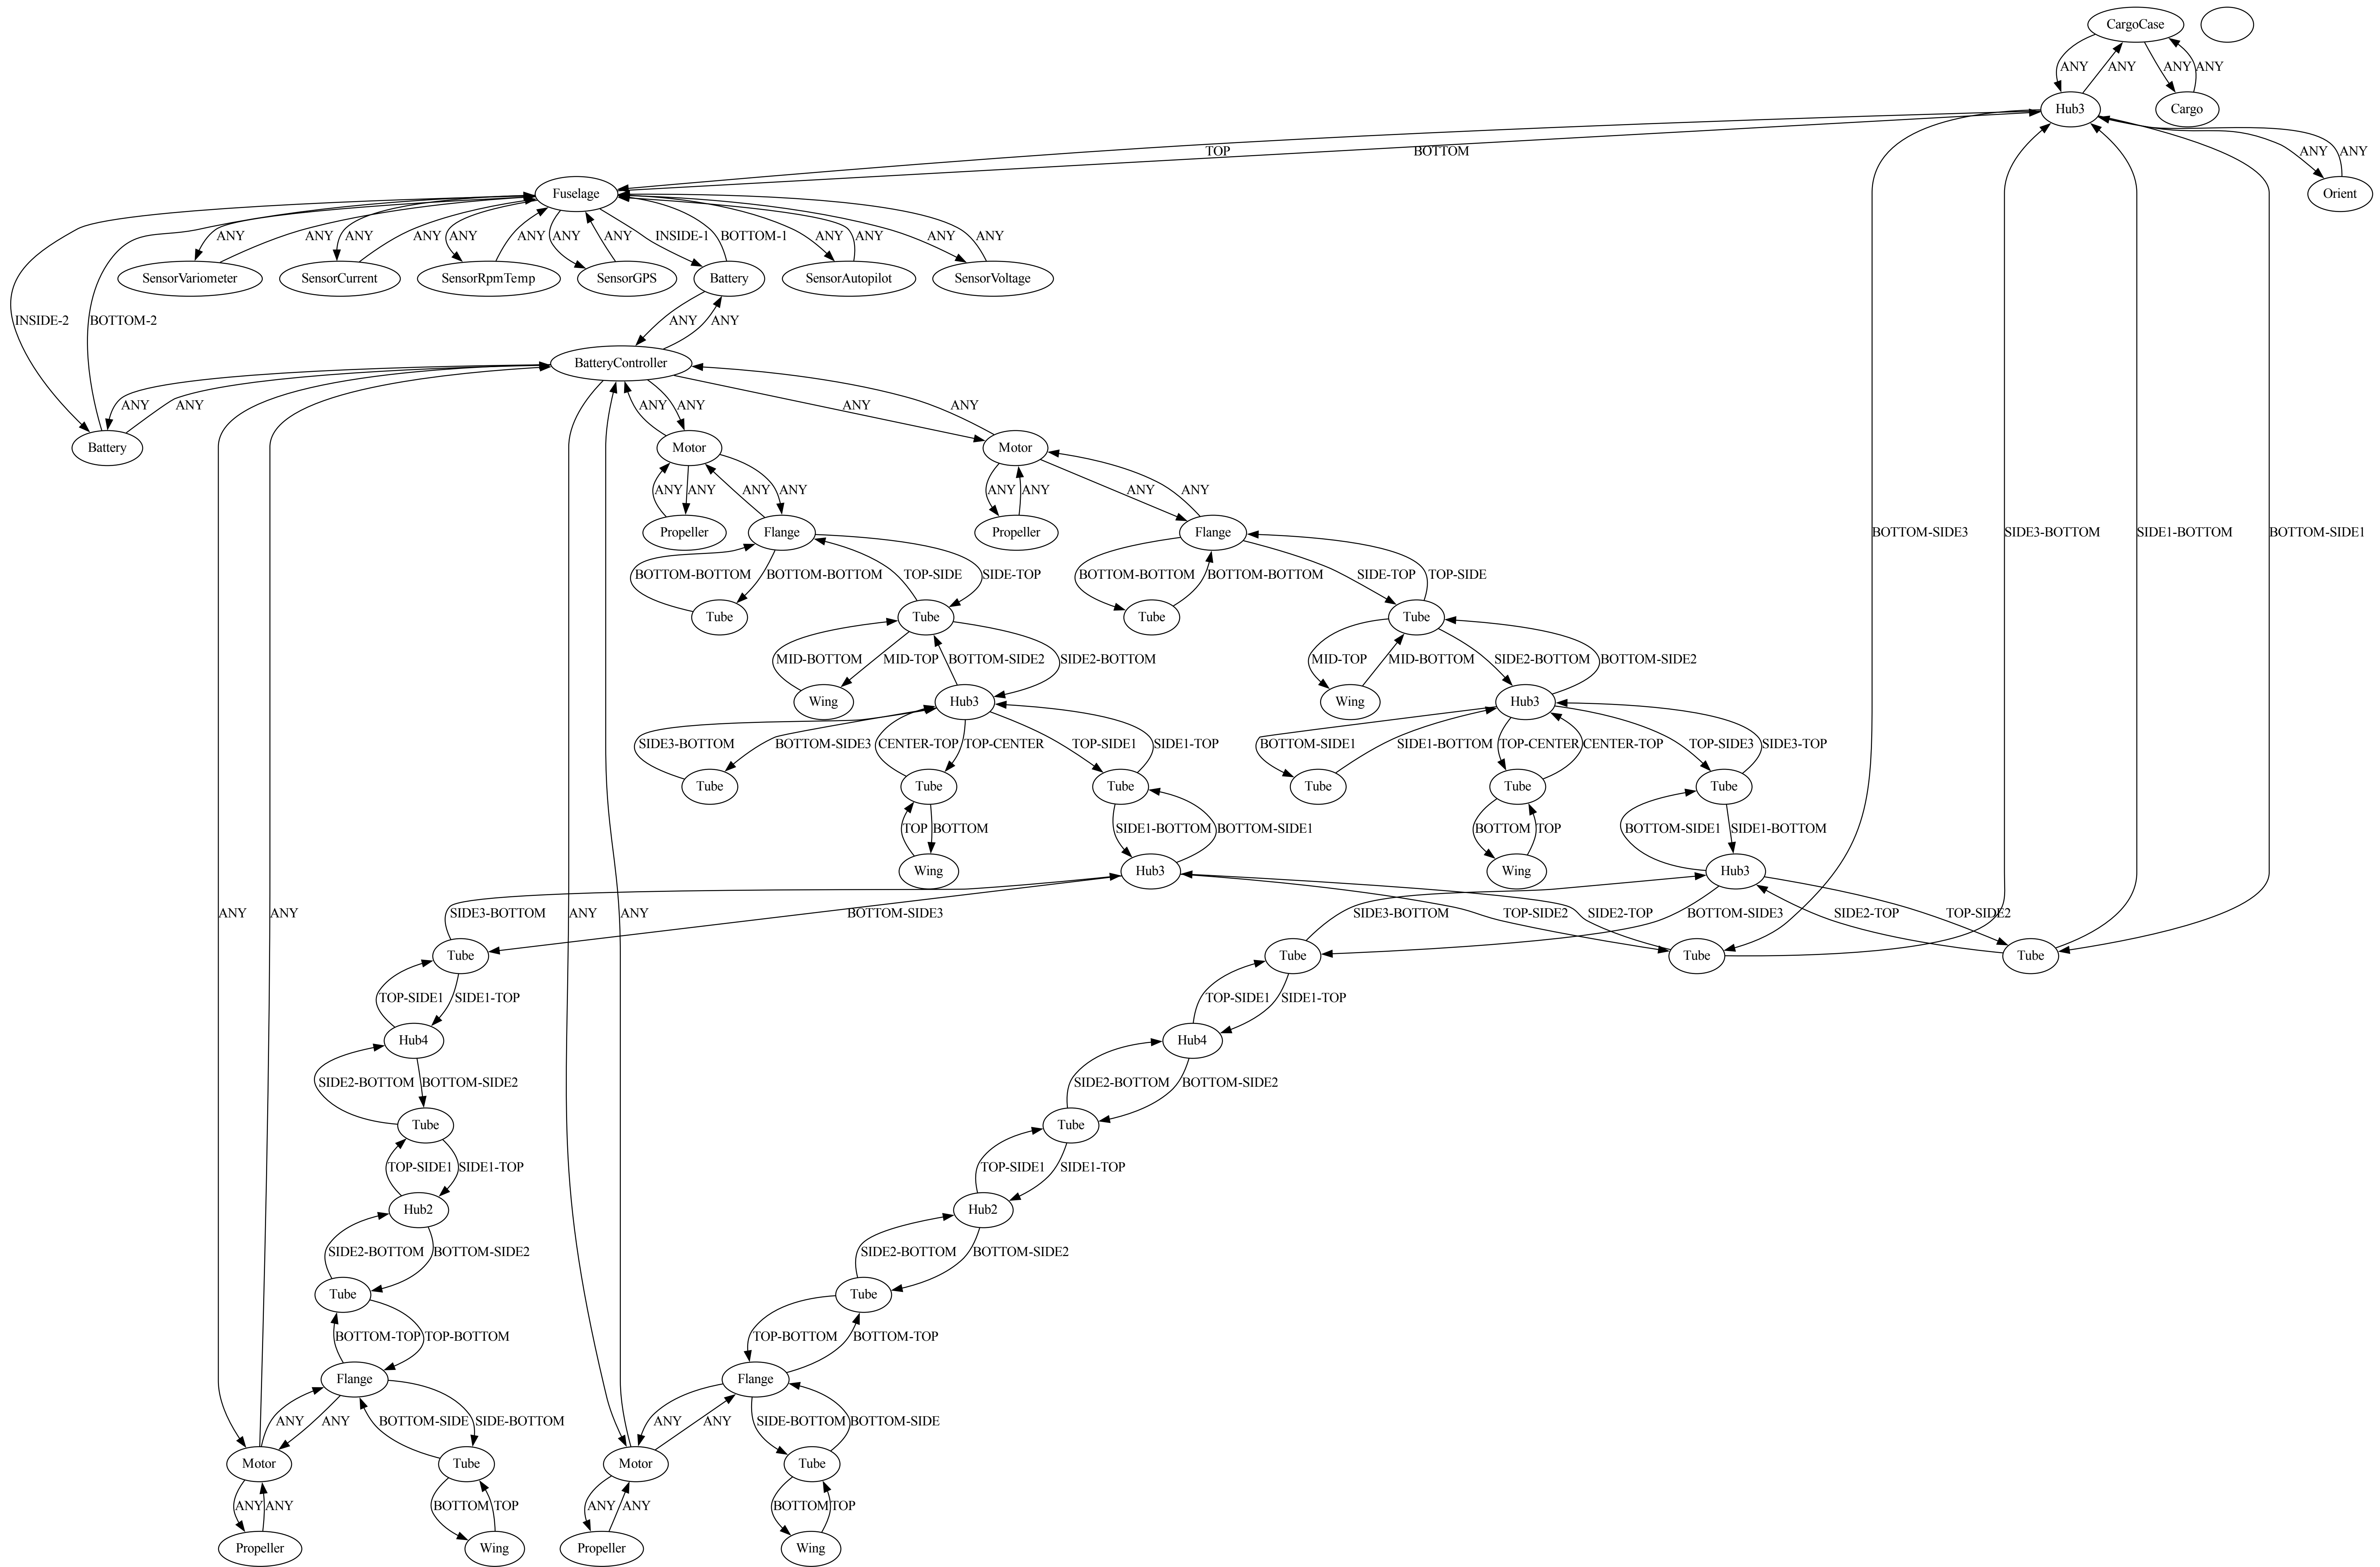 CargoCase
ANY ANY ANY ANY
Hub3 Cargo
TOP BOTTOM ANY ANY
Fuselage Orient
ANY ANY ANY ANY ANY ANY ANY ANY INSIDE-1 BOTTOM-1 ANY ANY ANY ANY
SensorVariometer SensorCurrent SensorRpmTemp SensorGPS Battery SensorAutopilot SensorVoltage
INSIDE-2 BOTTOM-2 ANY ANY
BatteryController
ANY ANY ANY ANY ANY ANY
Battery Motor Motor
ANY ANY ANY ANY ANY ANY ANY ANY
Propeller Flange Propeller Flange BOTTOM-SIDE3 SIDE3-BOTTOM SIDE1-BOTTOM BOTTOM-SIDE1
BOTTOM-BOTTOM BOTTOM-BOTTOM TOP-SIDE SIDE-TOP BOTTOM-BOTTOM BOTTOM-BOTTOM SIDE-TOP TOP-SIDE
Tube Tube Tube Tube
MID-BOTTOM MID-TOP BOTTOM-SIDE2 SIDE2-BOTTOM MID-TOP MID-BOTTOM SIDE2-BOTTOM BOTTOM-SIDE2
Wing Hub3 Wing Hub3
SIDE3-BOTTOM BOTTOM-SIDE3 CENTER-TOP TOP-CENTER TOP-SIDE1 SIDE1-TOP BOTTOM-SIDE1 SIDE1-BOTTOM TOP-CENTER CENTER-TOP TOP-SIDE3 SIDE3-TOP
Tube Tube Tube Tube Tube Tube
TOP BOTTOM SIDE1-BOTTOM BOTTOM-SIDE1 BOTTOM TOP BOTTOM-SIDE1 SIDE1-BOTTOM
Wing Hub3 Wing Hub3
ANY ANY SIDE3-BOTTOM ANY ANY BOTTOM-SIDE3 SIDE3-BOTTOM TOP-SIDE2 SIDE2-TOP BOTTOM-SIDE3 SIDE2-TOP TOP-SIDE2
Tube Tube Tube Tube
TOP-SIDE1 SIDE1-TOP TOP-SIDE1 SIDE1-TOP
Hub4 Hub4
SIDE2-BOTTOM BOTTOM-SIDE2 SIDE2-BOTTOM BOTTOM-SIDE2
Tube Tube
TOP-SIDE1 SIDE1-TOP TOP-SIDE1 SIDE1-TOP
Hub2 Hub2
SIDE2-BOTTOM BOTTOM-SIDE2 SIDE2-BOTTOM BOTTOM-SIDE2
Tube Tube
BOTTOM-TOP TOP-BOTTOM TOP-BOTTOM BOTTOM-TOP
Flange Flange
ANY ANY BOTTOM-SIDE SIDE-BOTTOM ANY ANY SIDE-BOTTOM BOTTOM-SIDE
Motor Tube Motor Tube
ANY ANY BOTTOM TOP ANY ANY BOTTOM TOP
Propeller Wing Propeller Wing